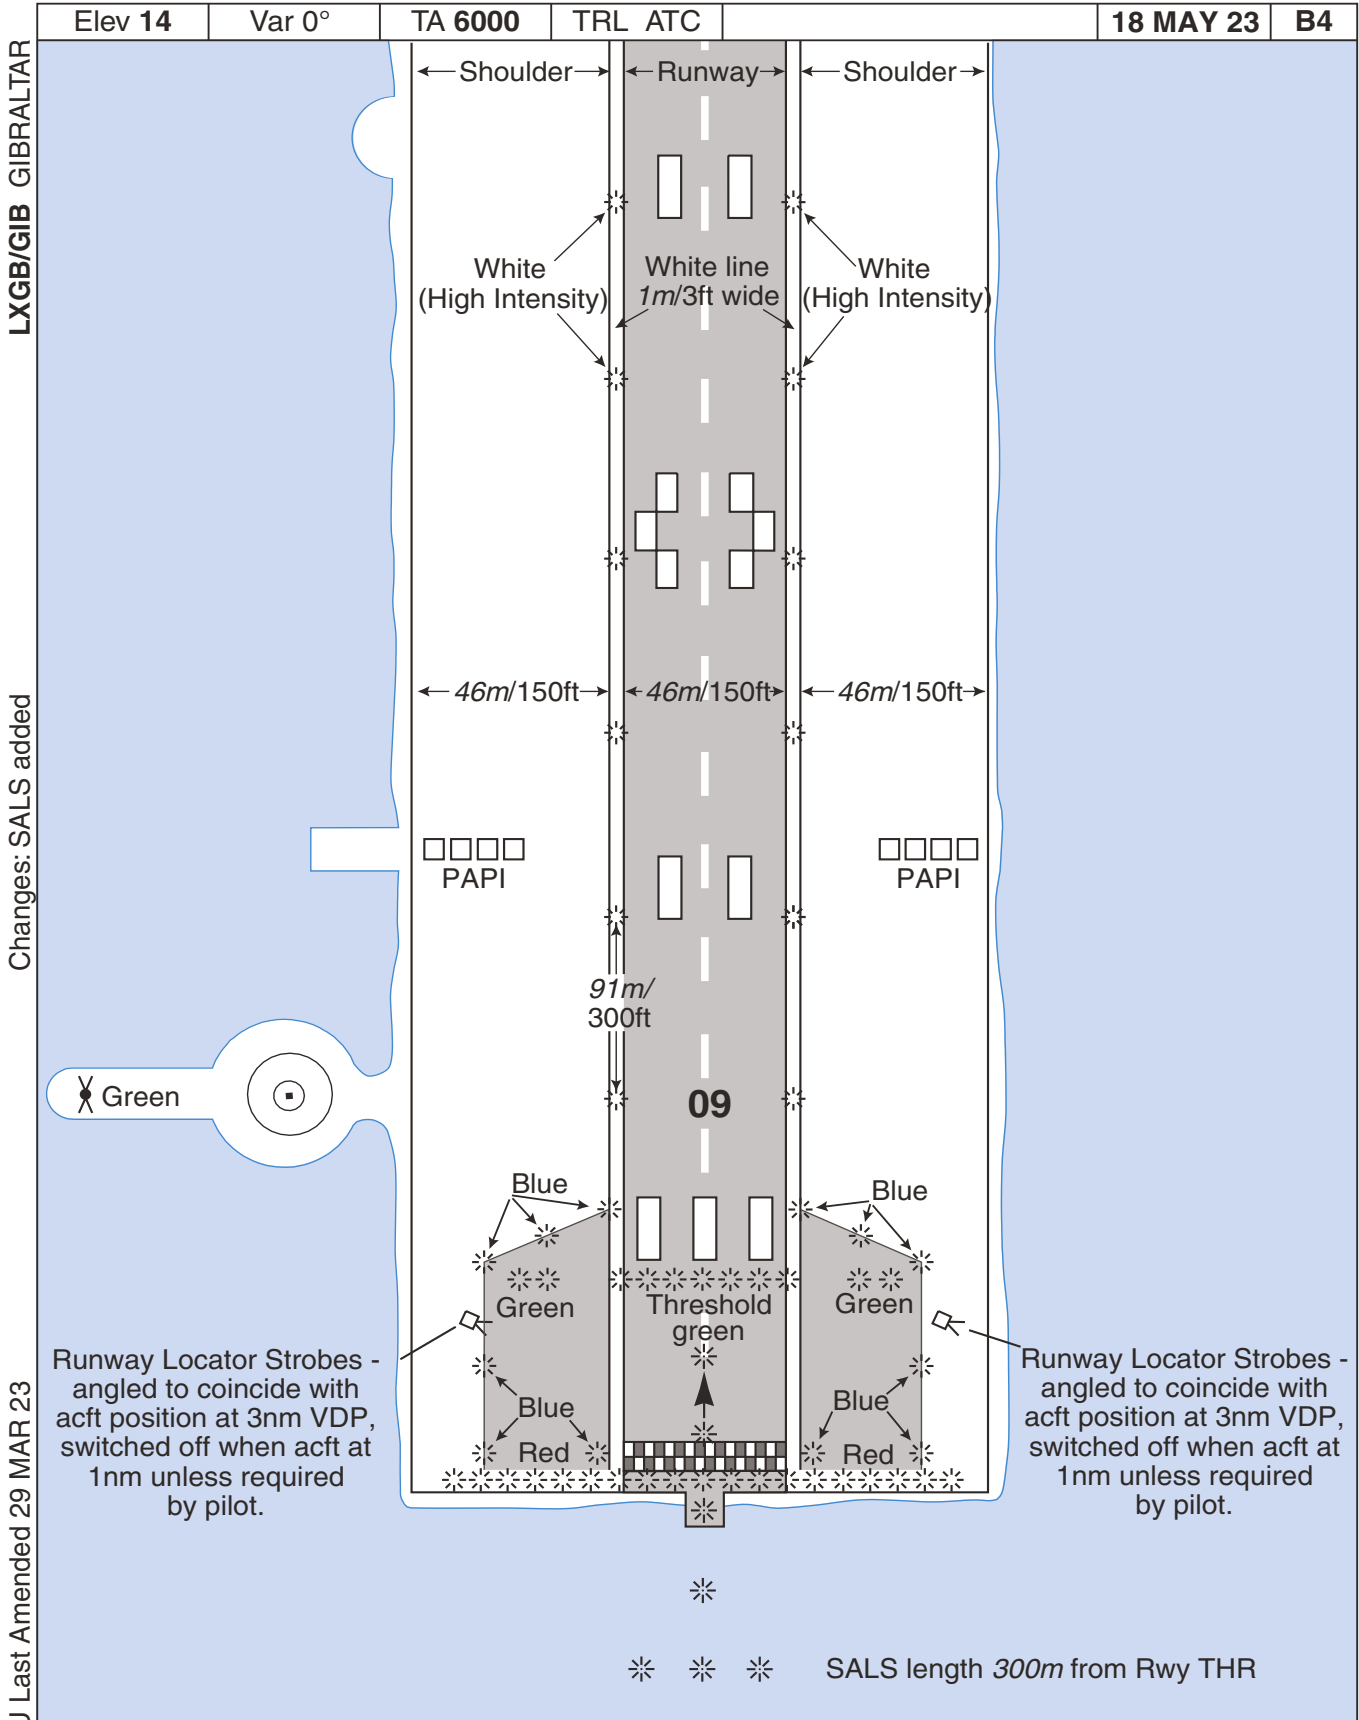 Elev 14
Var 0°
TA 6000
TRL ATC
18 MAY 23
B4
LXGB/GIB GIBRALTAR
Changes: SALS added
Last Amended 29 MAR 23
Shoulder
Runway
Shoulder
White
(High Intensity)
White line
1m/3ft wide
White
(High Intensity)
46m/150ft
46m/150ft
46m/150ft
PAPI
PAPI
91m/
300ft
Green
09
Blue
Blue
Green
Threshold
green
Green
Runway Locator Strobes -
angled to coincide with
acft position at 3nm VDP,
switched off when acft at
1nm unless required
by pilot.
Blue
Red
Blue
Red
Runway Locator Strobes -
angled to coincide with
acft position at 3nm VDP,
switched off when acft at
1nm unless required
by pilot.
SALS length 300m from Rwy THR